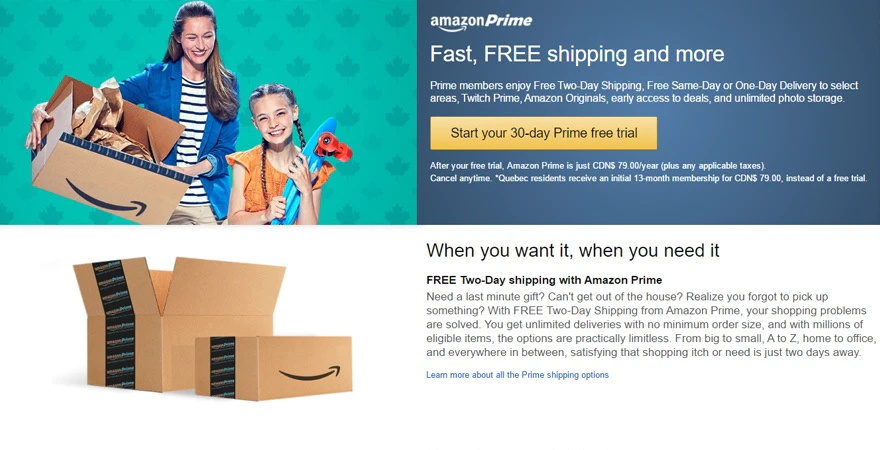 amazonPrime
Fast, FREE shipping and more
Prime members enjoy Free Two-Day Shipping, Free Same-Day or One-Day Delivery to select
areas, Twitch Prime, Amazon Originals, early access to deals, and unlimited photo storage.
Start your 30-day Prime free trial
After your free trial, Amazon Prime is just CDN$ 79.00/year (plus any applicable taxes).
Cancel anytime. *Quebec residents receive an initial 13-month membership for CDN$ 79.00, instead of a free trial.
When you want it, when you need it
FREE Two-Day shipping with Amazon Prime
Need a last minute gift? Can't get out of the house? Realize you forgot to pick up
something? With FREE Two-Day Shipping from Amazon Prime, your shopping problems
are solved. You get unlimited deliveries with no minimum order size, and with millions of
eligible items, the options are practically limitless. From big to small, A to Z, home to office,
and everywhere in between, satisfying that shopping itch or need is just two days away.
Learn more about all the Prime shipping options